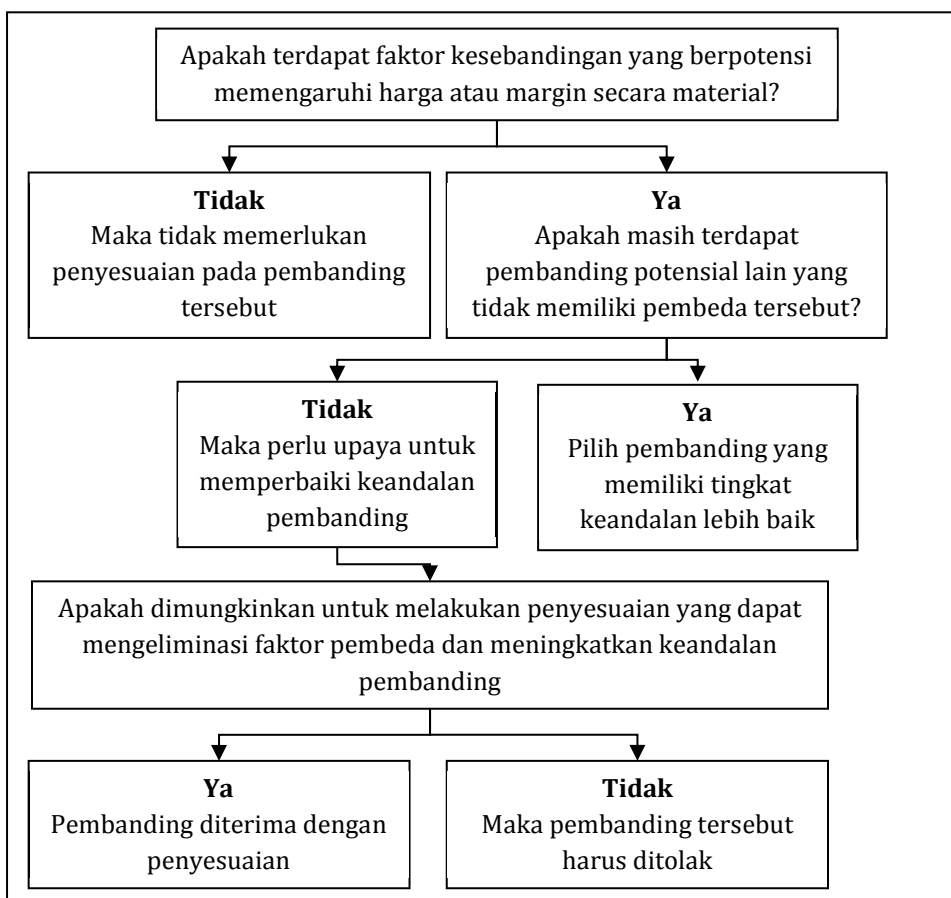 Apakah terdapat faktor kesebandingan yang berpotensi
memengaruhi harga atau margin secara material?
Tidak
Maka tidak memerlukan
penyesuaian pada pembanding
tersebut
Ya
Apakah masih terdapat
pembanding potensial lain yang
tidak memiliki pembeda tersebut?
Tidak
Maka perlu upaya untuk
memperbaiki keandalan
pembanding
Ya
Pilih pembanding yang
memiliki tingkat
keandalan lebih baik
Apakah dimungkinkan untuk melakukan penyesuaian yang dapat
mengeliminasi faktor pembeda dan meningkatkan keandalan
pembanding
Ya
Pembanding diterima dengan
penyesuaian
Tidak
Maka pembanding tersebut
harus ditolak